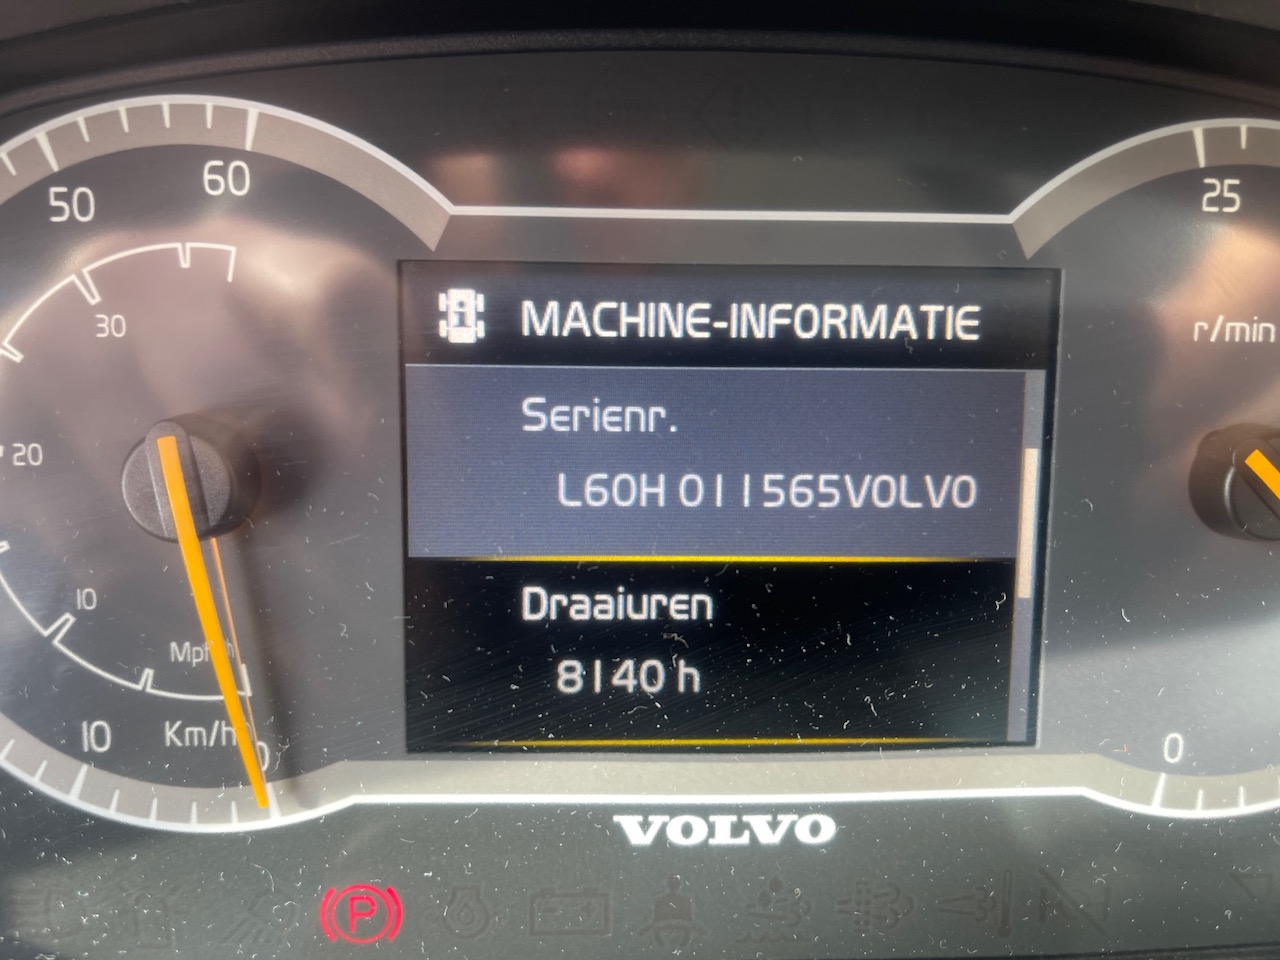 50
60
30
20
10
Mph
10
Km/h
0
MACHINE-INFORMATIE
Serienr.
L60H 011565VOLVO
Draaiuren
8140 h
25
r/min
0
VOLVO
P